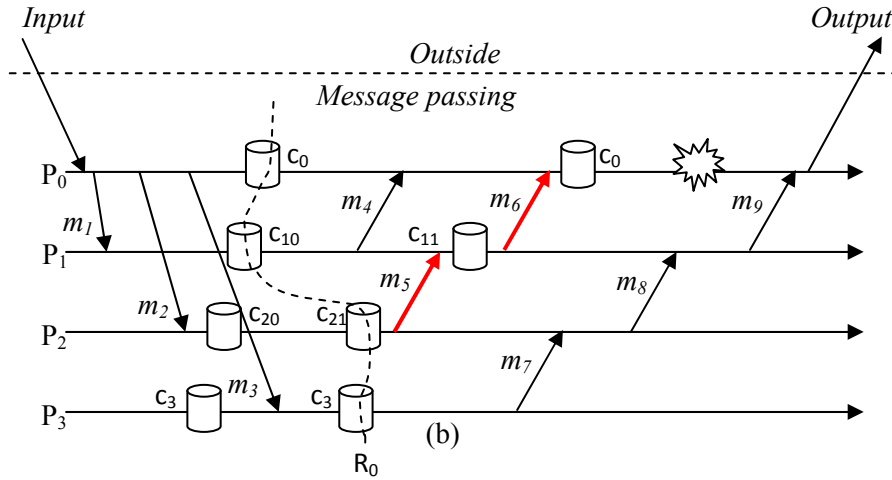 Input
Output
Outside
Message passing
P0
C0
C0
m1
m4
m6
m9
P1
C10
C11
m2
m5
m8
P2
C20
C21
m3
m7
P3
C3
C3
(b)
R0